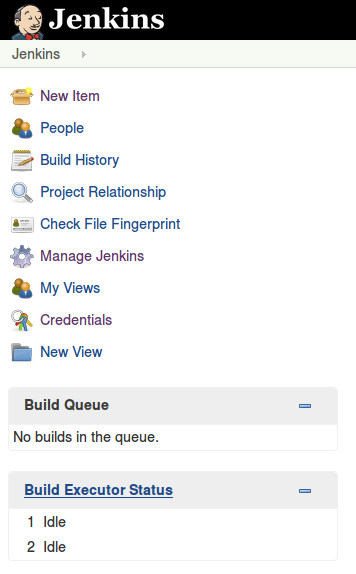 Jenkins
Jenkins
New Item
People
Build History
Project Relationship
Check File Fingerprint
Manage Jenkins
My Views
Credentials
New View
Build Queue
No builds in the queue.
Build Executor Status
1 Idle
2 Idle